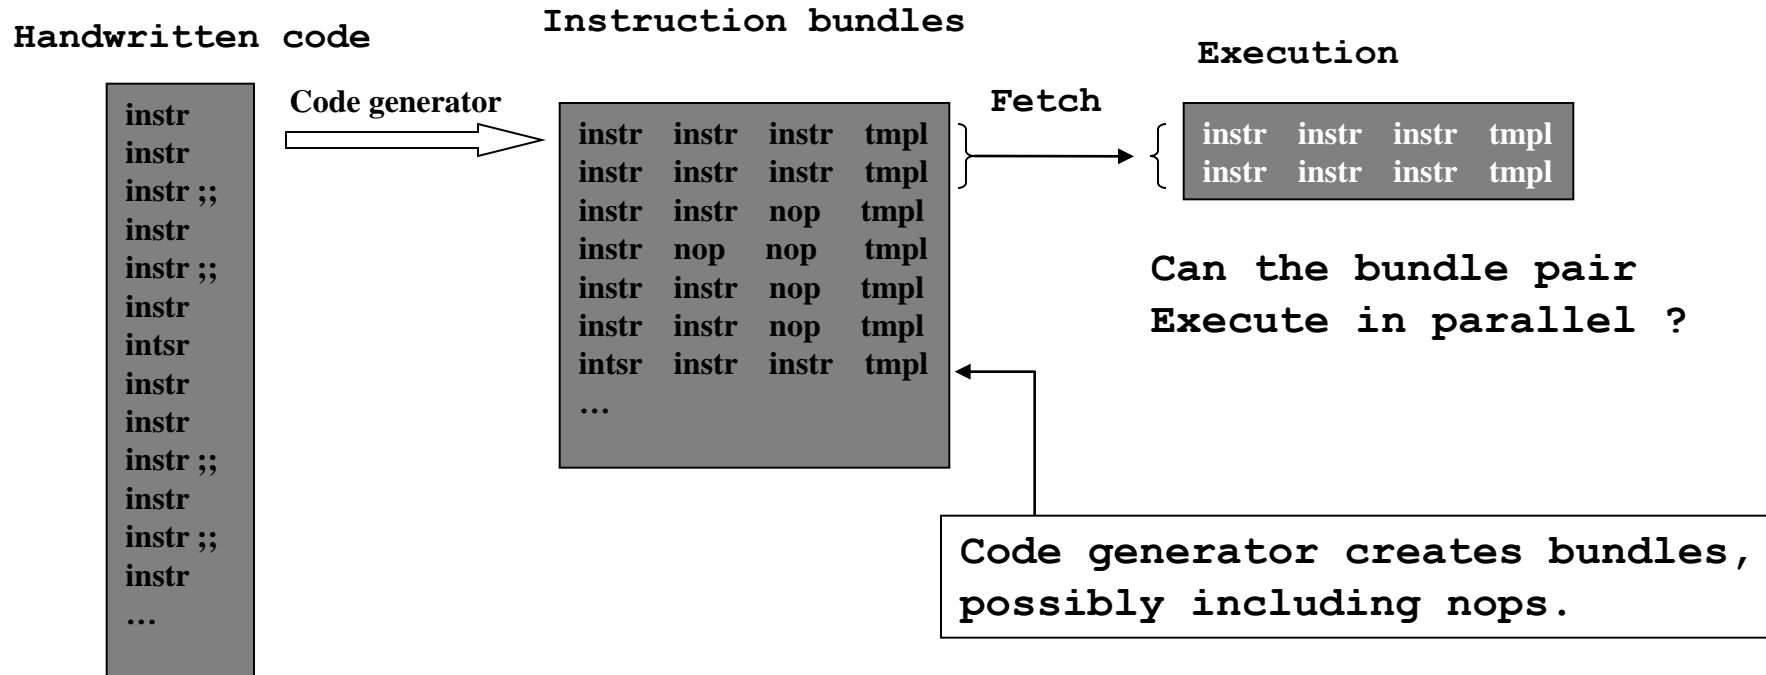 Handwritten code
instr
instr
instr ;;
instr
instr ;;
instr
intsr
instr
instr
instr ;;
instr
instr ;;
instr
…
Code generator
Instruction bundles
instr instr instr tmpl
instr instr instr tmpl
instr instr nop tmpl
instr nop nop tmpl
instr instr nop tmpl
instr instr nop tmpl
intsr instr instr tmpl
…
Fetch
Execution
instr instr instr tmpl
instr instr instr tmpl
Can the bundle pair
Execute in parallel ?
Code generator creates bundles,
possibly including nops.